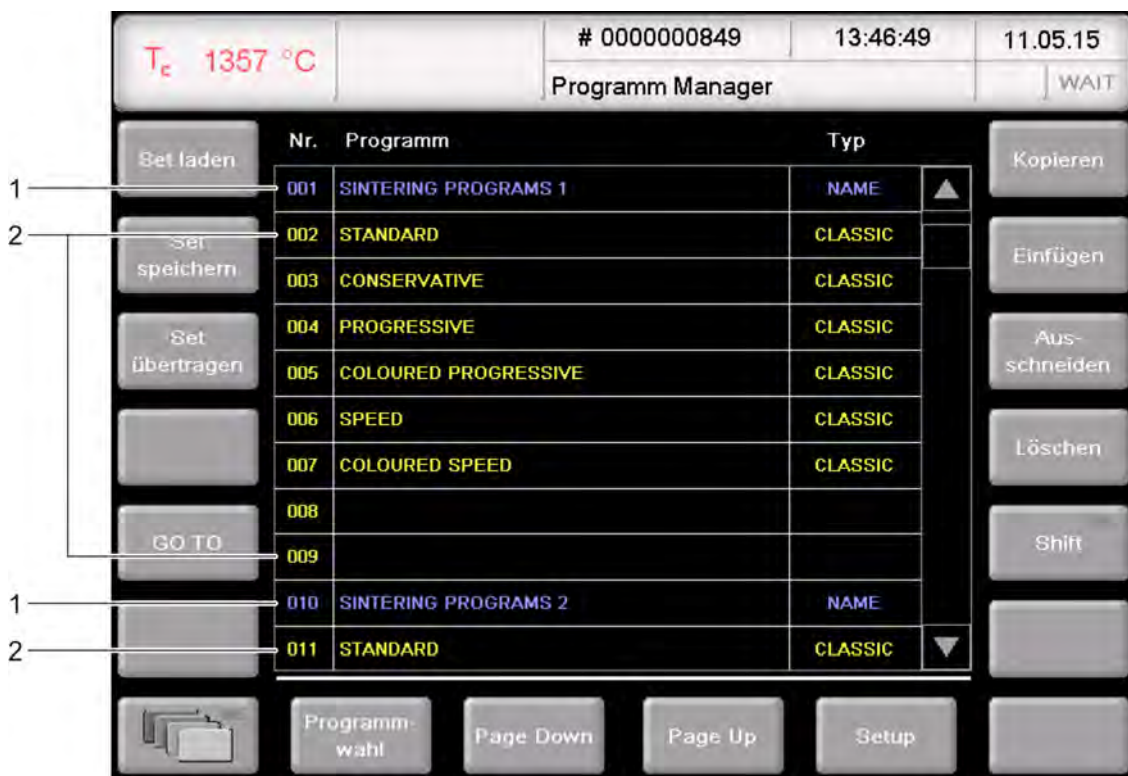 Tc 1357 °C
# 0000000849
13:46:49
11.05.15
Programm Manager
WAIT
Set laden
Set
speichern
Set
übertragen
GO TO
Nr. Programm Typ
1
001 SINTERING PROGRAMS 1 NAME
2
002 STANDARD CLASSIC
003 CONSERVATIVE CLASSIC
004 PROGRESSIVE CLASSIC
005 COLOURED PROGRESSIVE CLASSIC
006 SPEED CLASSIC
007 COLOURED SPEED CLASSIC
008
009
1
010 SINTERING PROGRAMS 2 NAME
2
011 STANDARD CLASSIC
Kopieren
Einfügen
Aus-
schneiden
Löschen
Shift
Programm-
wahl
Page Down
Page Up
Setup